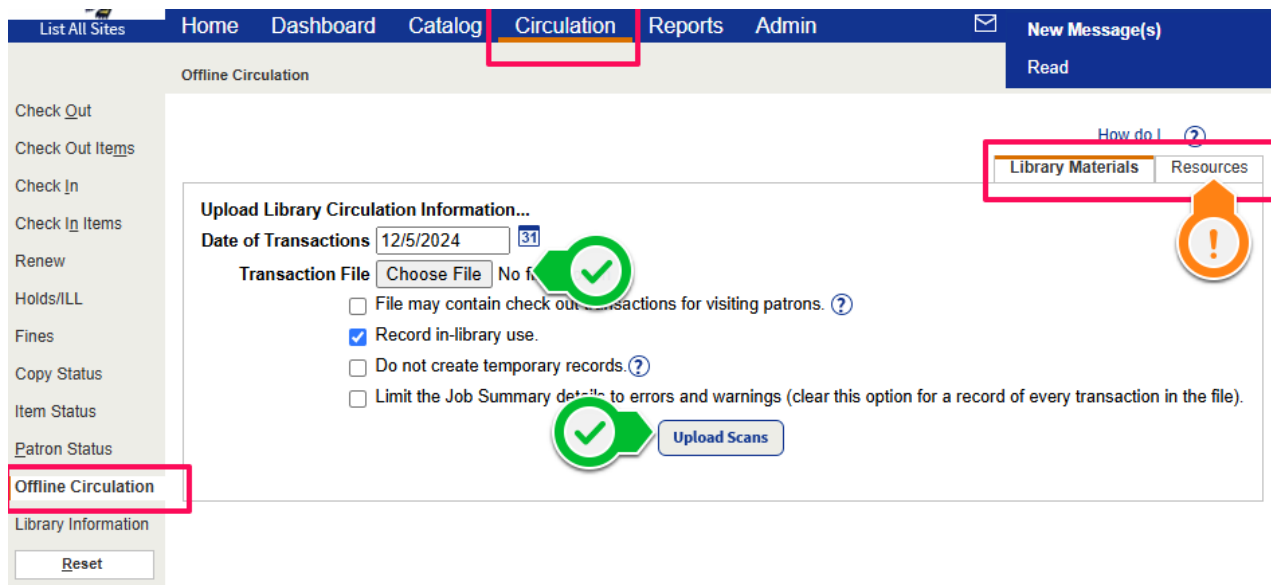 List All Sites Home Dashboard Catalog Circulation Reports Admin New Message(s)
Read
Offline Circulation
Check Out
Check Out Items
Check In
Check In Items
Renew
Holds/ILL
Fines
Copy Status
Item Status
Patron Status
Offline Circulation
Library Information
Reset
How do I ?
Library Materials Resources
!
Upload Library Circulation Information...
Date of Transactions 12/5/2024 31
Transaction File Choose File No
File may contain check out transactions for visiting patrons. ?
Record in-library use.
Do not create temporary records. ?
Limit the Job Summary details to errors and warnings (clear this option for a record of every transaction in the file).
Upload Scans